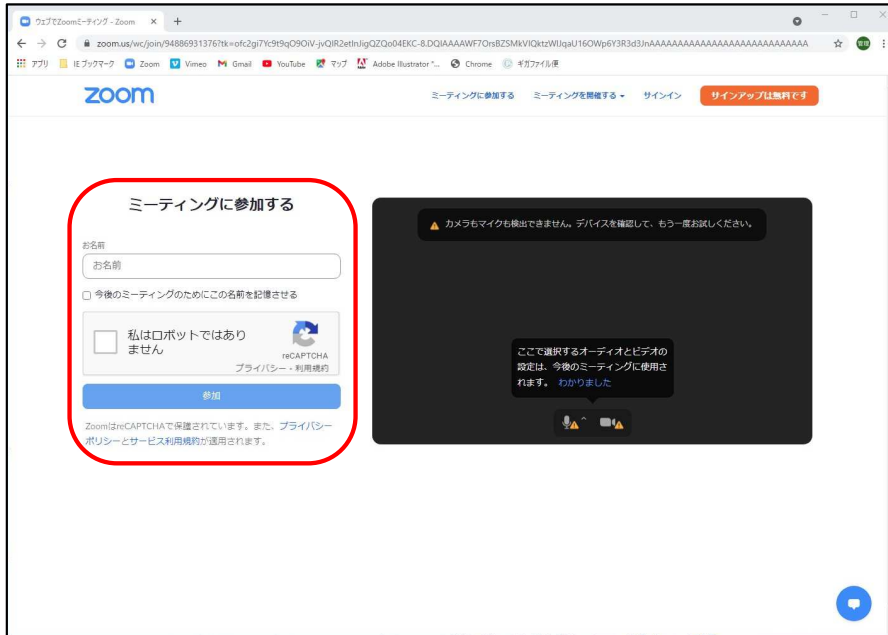 ウェブでZoomミーティング - Zoom
zoom.us/wc/join/94886931376?tk=ofc2gi7Yc9t9qO9OiV-jvQIR2etInJigQZQo04EKC-8.DQIAAAAWF7OrsBZSMkVIQktzWlJqaU16OWp6Y3R3d3JnAAAAAAAAAAAAAAAAAAAAAAAAAAAA
管理
アプリ IEブックマーク Zoom Vimeo Gmail YouTube マップ Adobe Illustrator "... Chrome ギガファイル便
zoom
ミーティングに参加する ミーティングを開催する サインイン サインアップは無料です
ミーティングに参加する
お名前
お名前
今後のミーティングのためにこの名前を記憶させる
私はロボットではあり
ません
reCAPTCHA
プライバシー - 利用規約
参加
ZoomはreCAPTCHAで保護されています。また、プライバシー
ポリシーとサービス利用規約が適用されます。
カメラもマイクも検出できません。デバイスを確認して、もう一度お試しください。
ここで選択するオーディオとビデオの
設定は、今後のミーティングに使用さ
れます。 わかりました